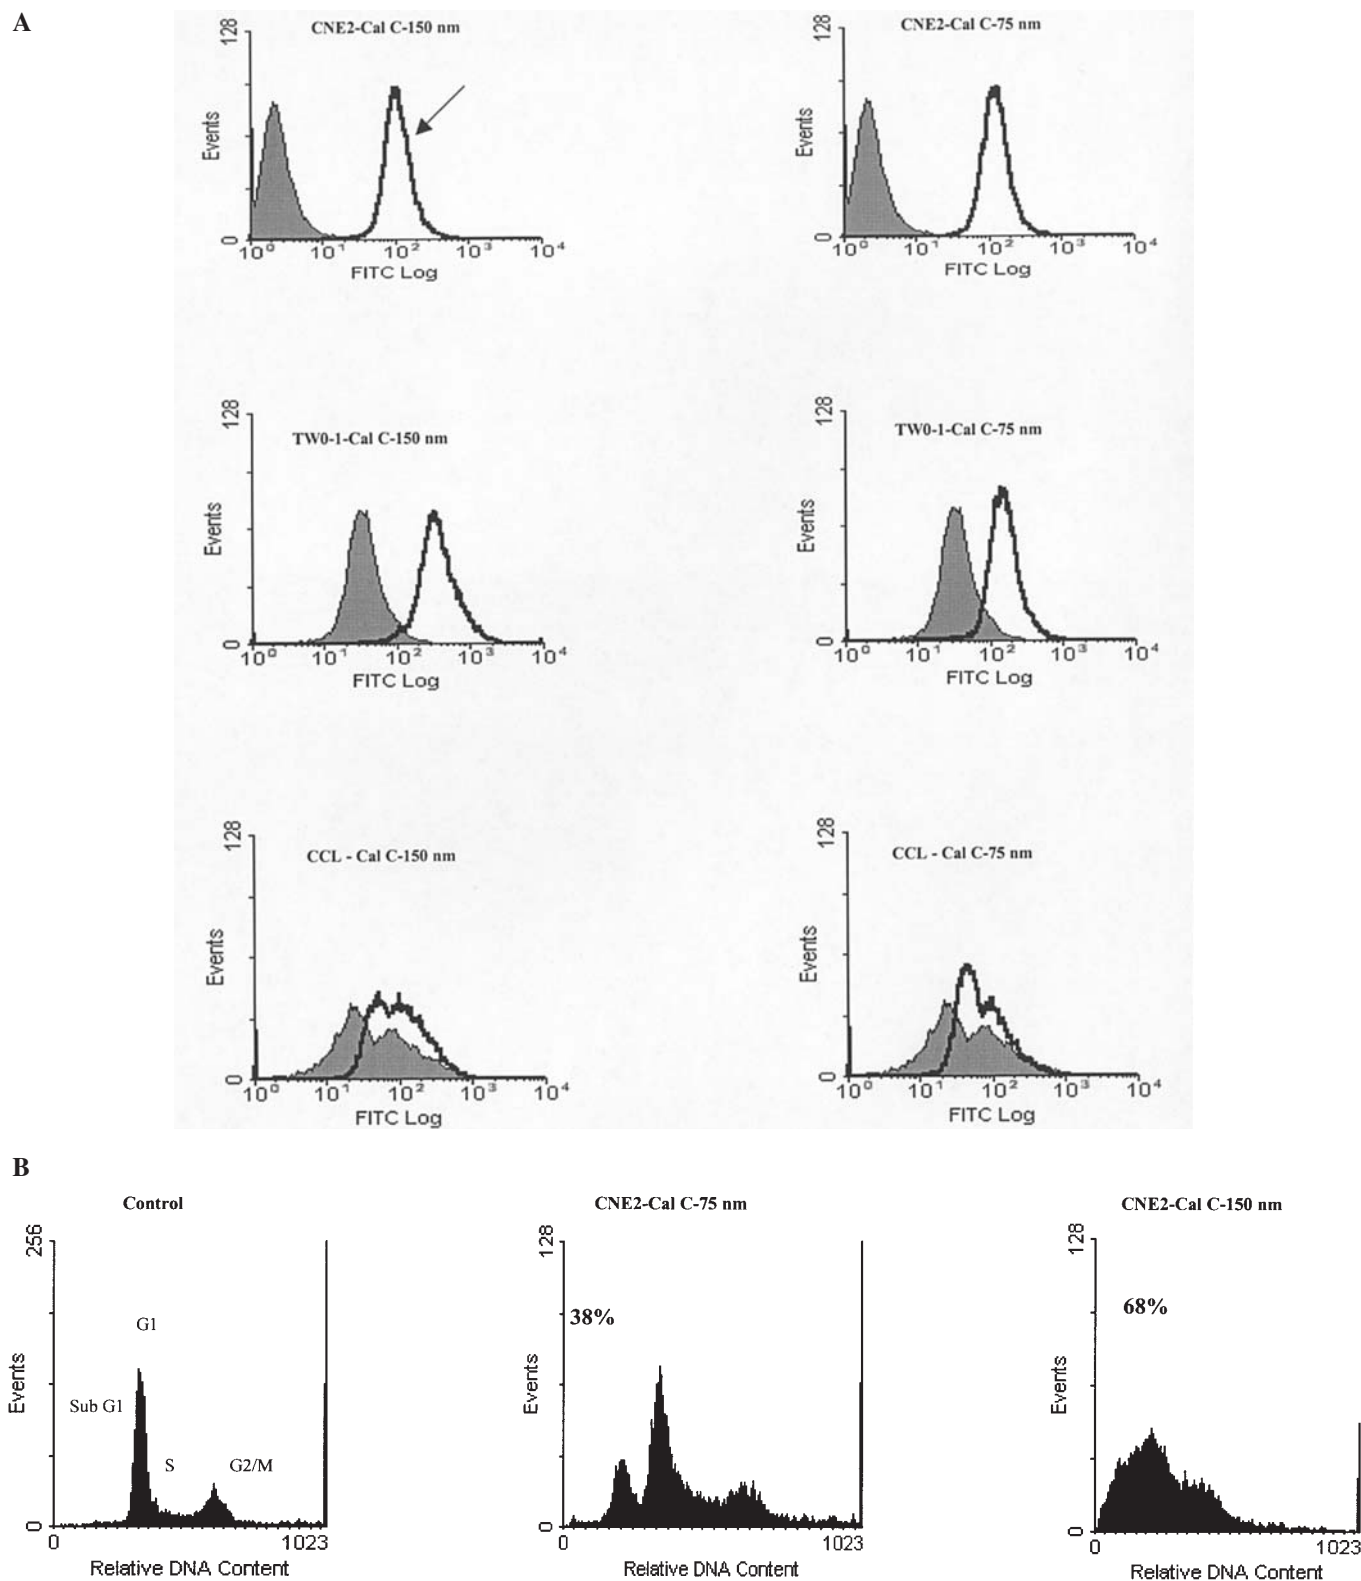 A
CNE2-Cal C-150 nm
128
Events
0
10⁰ 10¹ 10² 10³ 10⁴
FITC Log
CNE2-Cal C-75 nm
128
Events
0
10⁰ 10¹ 10² 10³ 10⁴
FITC Log
TW0-1-Cal C-150 nm
128
Events
0
10⁰ 10¹ 10² 10³ 10⁴
FITC Log
TW0-1-Cal C-75 nm
128
Events
0
10⁰ 10¹ 10² 10³ 10⁴
FITC Log
CCL - Cal C-150 nm
128
Events
0
10⁰ 10¹ 10² 10³ 10⁴
FITC Log
CCL - Cal C-75 nm
128
Events
0
10⁰ 10¹ 10² 10³ 10⁴
FITC Log
B
Control
256
Events
G1
Sub G1
S
G2/M
0
0 1023
Relative DNA Content
CNE2-Cal C-75 nm
128
38%
Events
0
0 1023
Relative DNA Content
CNE2-Cal C-150 nm
128
68%
Events
0
0 1023
Relative DNA Content